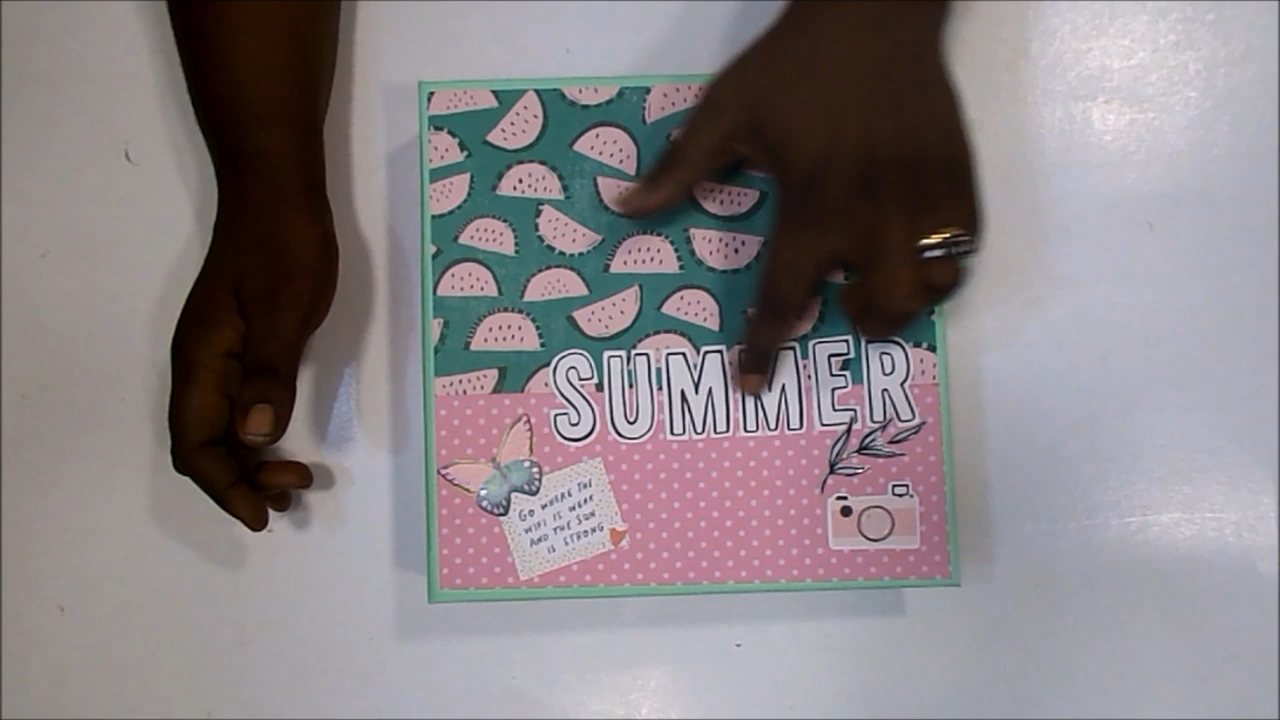 SUMMER
GO WHERE THE
WIFI IS WEAK
AND THE SUN
IS STRONG